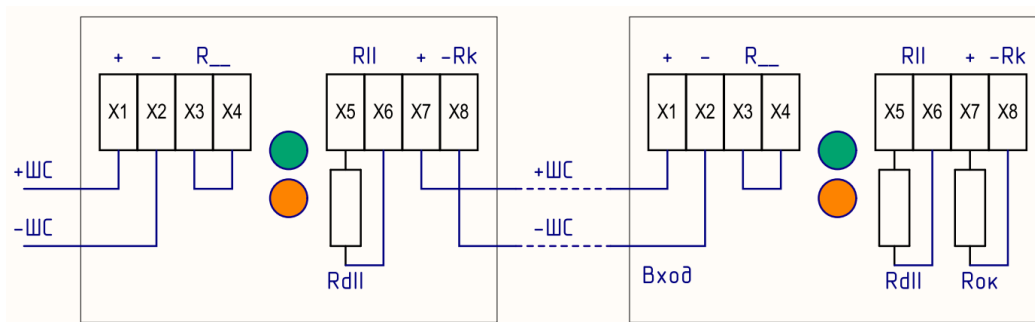 + − R__ RII + −Rk + − R__ RII + −Rk
X1 X2 X3 X4 X5 X6 X7 X8 X1 X2 X3 X4 X5 X6 X7 X8
+ШС +ШС
−ШС −ШС
RdII Вход RdII Rок